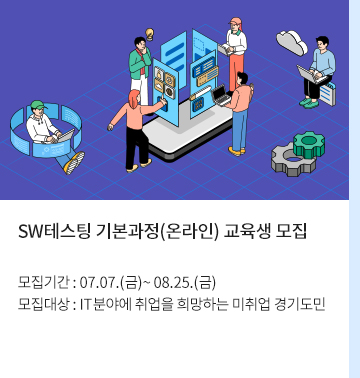 SW테스팅 기본과정(온라인) 교육생 모집
모집기간 : 07.07.(금)~ 08.25.(금)
모집대상 : IT분야에 취업을 희망하는 미취업 경기도민